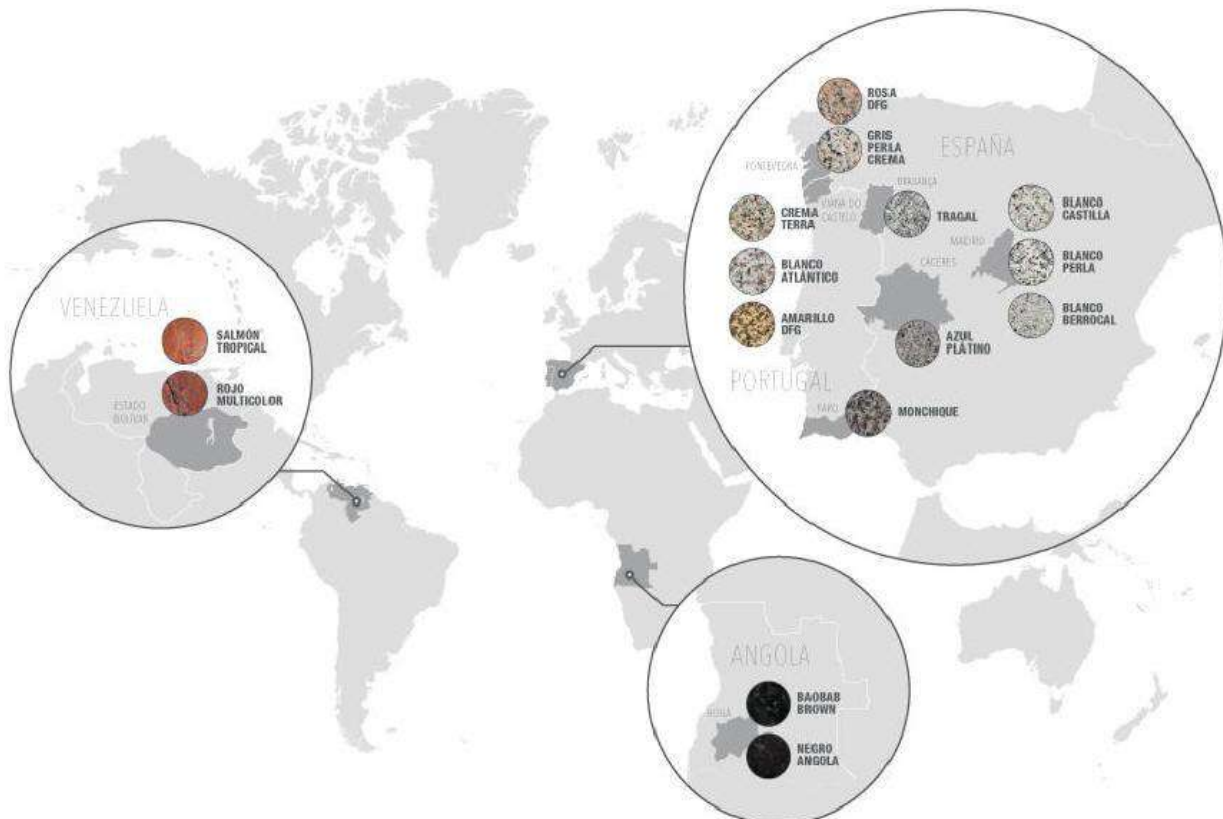 VENEZUELA
SALMÓN
TROPICAL
ROJO
MULTICOLOR
ESTADO
BOLÍVAR
ROSA
DFG
GRIS
PERLA
CREMA
ESPAÑA
PONTEVEDRA
BRAGANÇA
VIANA DO
CASTELO
CREMA
TERRA
TRAGAL
BLANCO
CASTILLA
MADRID
BLANCO
ATLÁNTICO
CÁCERES
BLANCO
PERLA
AMARILLO
DFG
BLANCO
BERROCAL
AZUL
PLATINO
PORTUGAL
FARO
MONCHIQUE
ANGOLA
BAOBAB
BROWN
NEGRO
ANGOLA